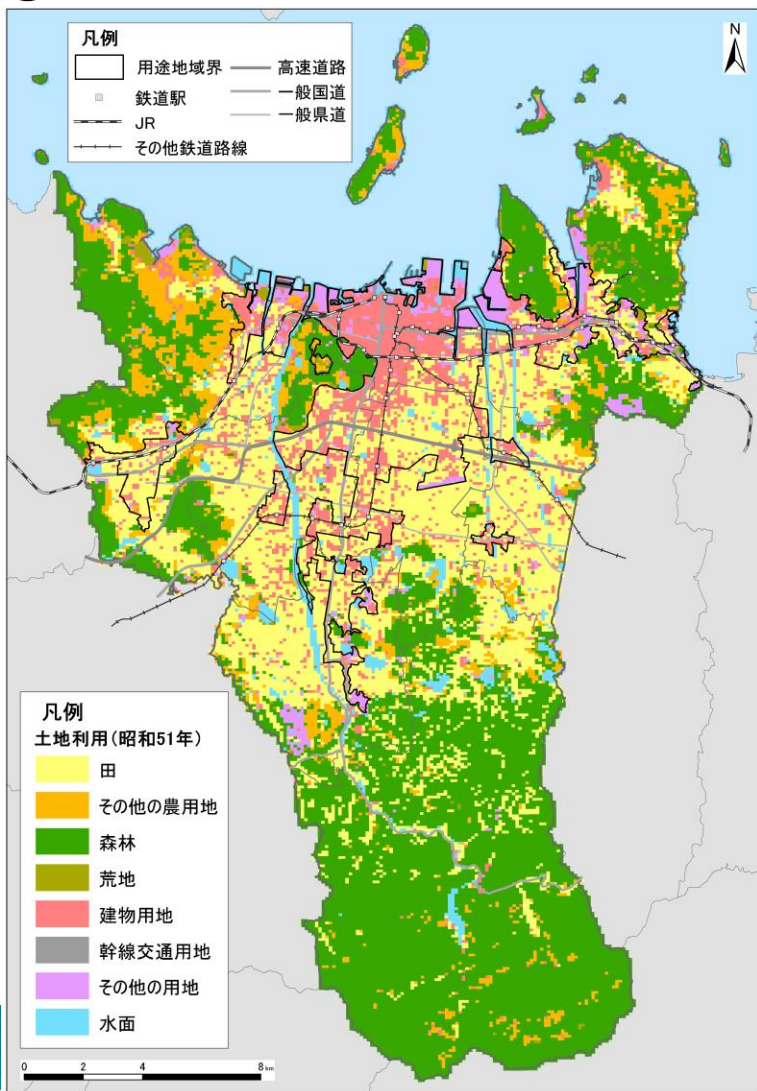 凡例
用途地域界
鉄道駅
JR
その他鉄道路線
高速道路
一般国道
一般県道
N
凡例
土地利用(昭和51年)
田
その他の農用地
森林
荒地
建物用地
幹線交通用地
その他の用地
水面
0 2 4 8 km